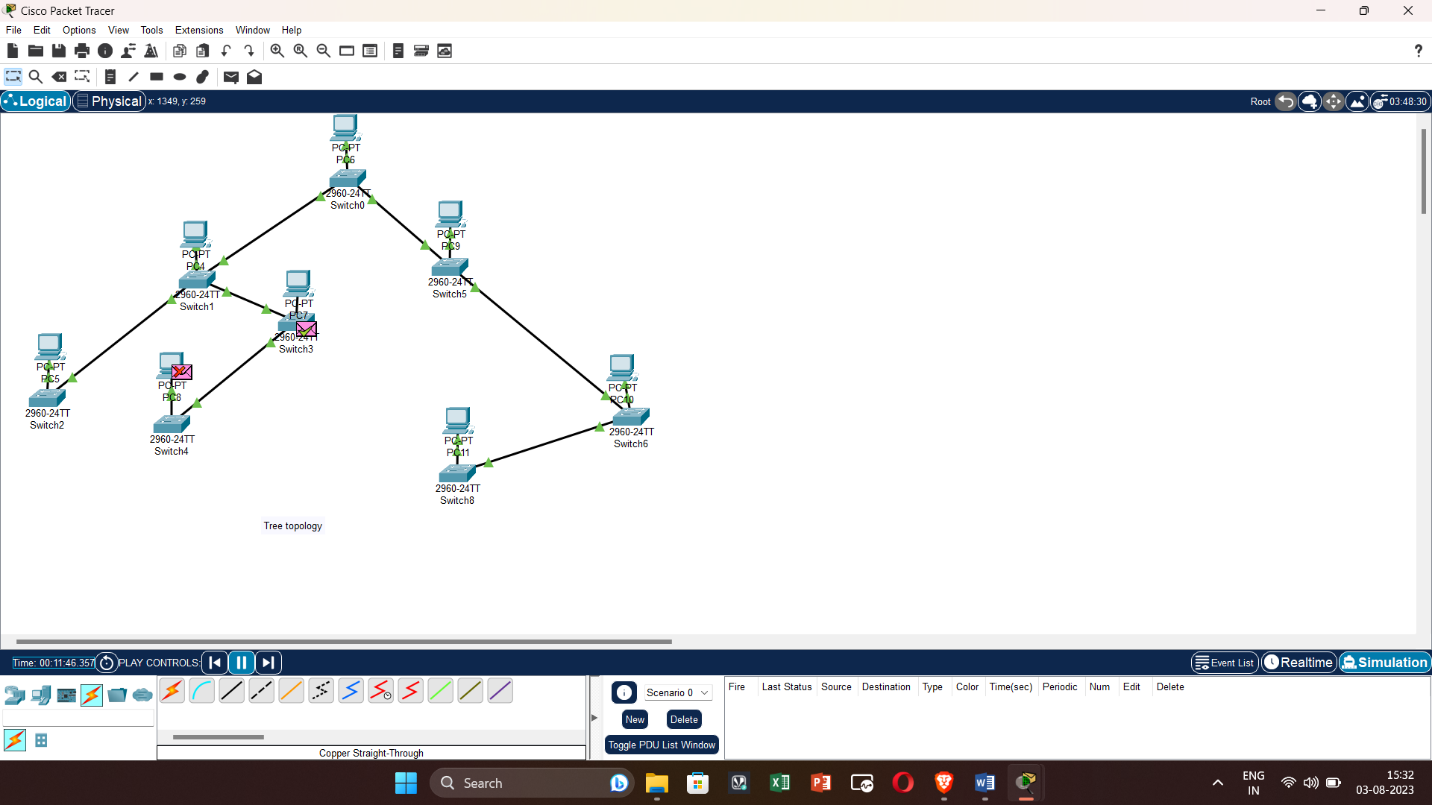 Cisco Packet Tracer
File Edit Options View Tools Extensions Window Help
?
Logical Physical x: 1349, y: 259 Root 03:48:30
PC-PT
PC6
2960-24TT
Switch0
PC-PT
PC9
2960-24TT
Switch5
PC-PT
PC4
2960-24TT
Switch1
PC-PT
PC7
2960-24TT
Switch3
PC-PT
PC5
2960-24TT
Switch2
PC-PT
PC8
2960-24TT
Switch4
PC-PT
PC10
2960-24TT
Switch6
PC-PT
PC11
2960-24TT
Switch8
Tree topology
Time: 00:11:46.357 PLAY CONTROLS: Event List Realtime Simulation
Scenario 0
New Delete
Toggle PDU List Window
Fire Last Status Source Destination Type Color Time(sec) Periodic Num Edit Delete
Copper Straight-Through
Search
ENG
IN
15:32
03-08-2023